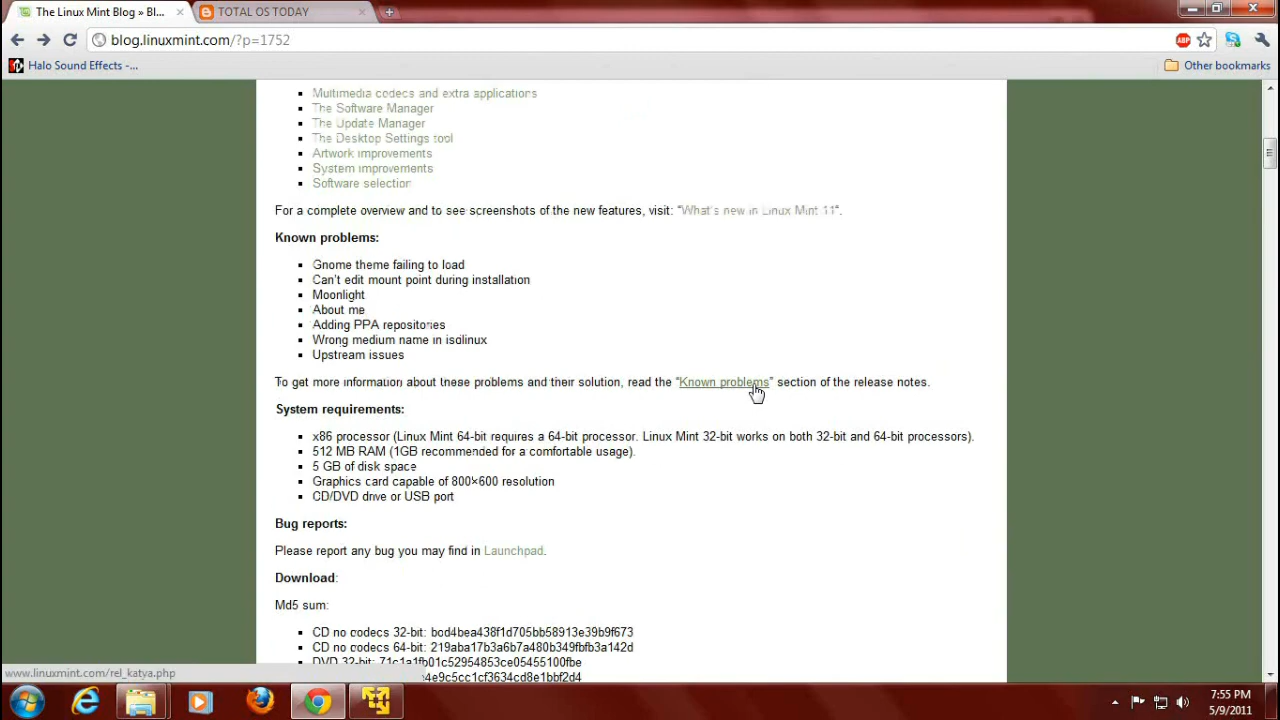 The Linux Mint Blog » Bl...
TOTAL OS TODAY
blog.linuxmint.com/?p=1752
ABP
Halo Sound Effects -...
Other bookmarks
Multimedia codecs and extra applications
The Software Manager
The Update Manager
The Desktop Settings tool
Artwork improvements
System improvements
Software selection
For a complete overview and to see screenshots of the new features, visit: “What's new in Linux Mint 11“.
Known problems:
Gnome theme failing to load
Can't edit mount point during installation
Moonlight
About me
Adding PPA repositories
Wrong medium name in isolinux
Upstream issues
To get more information about these problems and their solution, read the “Known problems” section of the release notes.
System requirements:
x86 processor (Linux Mint 64-bit requires a 64-bit processor. Linux Mint 32-bit works on both 32-bit and 64-bit processors).
512 MB RAM (1GB recommended for a comfortable usage).
5 GB of disk space
Graphics card capable of 800×600 resolution
CD/DVD drive or USB port
Bug reports:
Please report any bug you may find in Launchpad.
Download:
Md5 sum:
CD no codecs 32-bit: bod4bea438f1d705bb58913e39b9f673
CD no codecs 64-bit: 219aba17b3a6b7a480b349fbfb3a142d
DVD 32-bit: 71c1a1fb01c52954853ce05455100fbe
b4e9c5cc1cf3634cd8e1bbf2d4
www.linuxmint.com/rel_katya.php
7:55 PM
5/9/2011